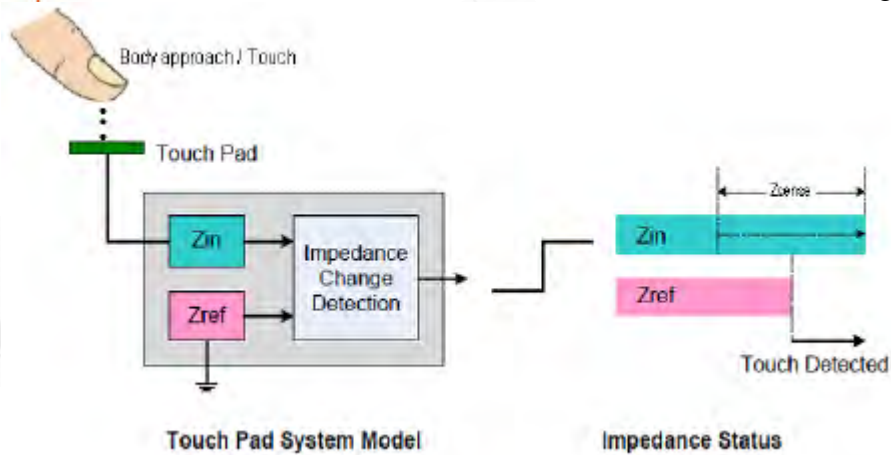 Body approach / Touch
Touch Pad
Zsense
Zin
Impedance
Change
Detection
Zin
Zref
Zref
Touch Detected
Touch Pad System Model
Impedance Status